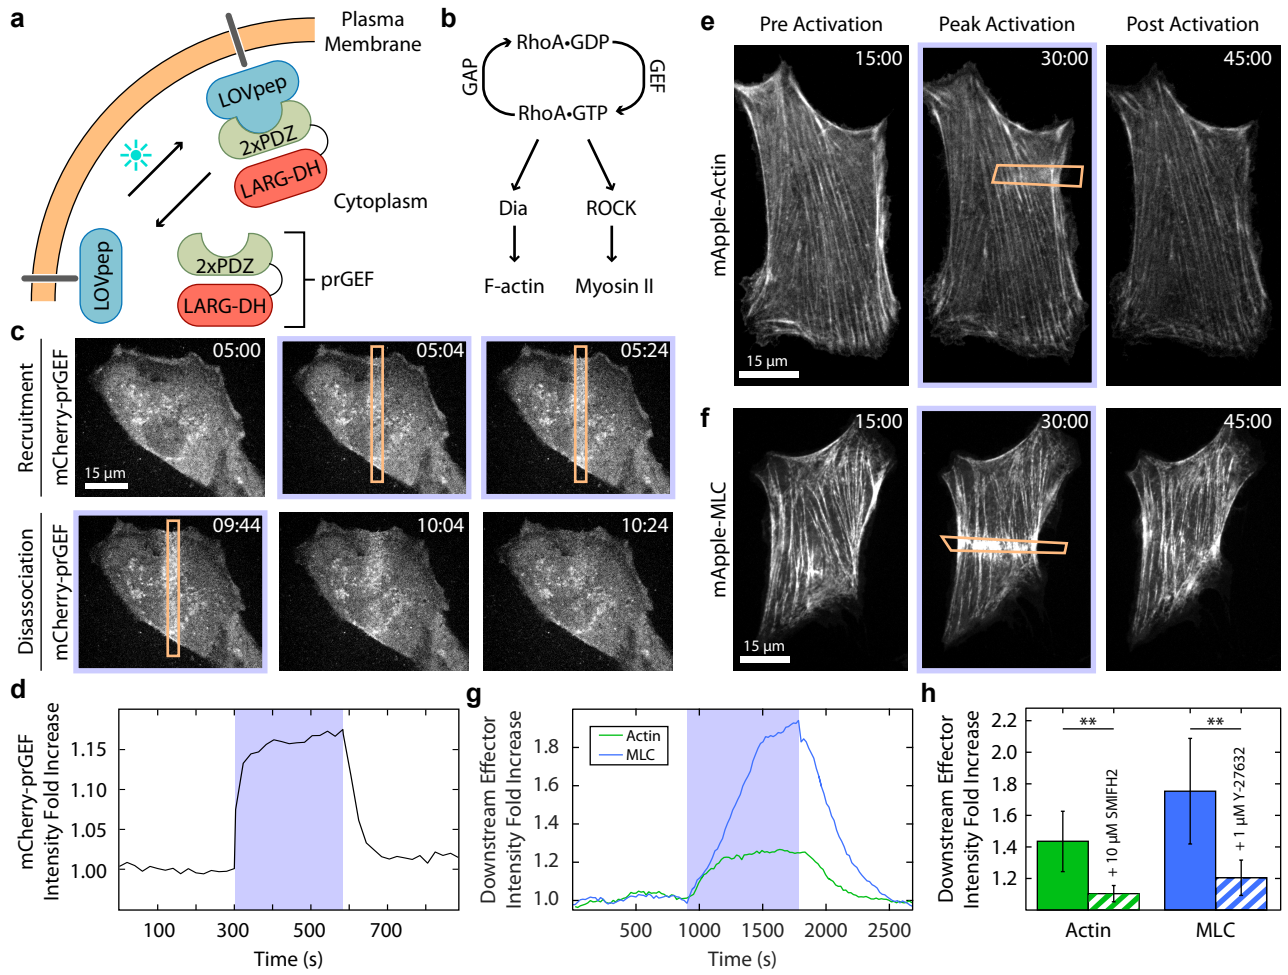 a
Plasma
Membrane
LOVpep
2xPDZ
LARG-DH
Cytoplasm
LOVpep
2xPDZ
LARG-DH
prGEF
b
RhoA•GDP
GAP
GEF
RhoA•GTP
Dia
ROCK
F-actin
Myosin II
c
Recruitment
mCherry-prGEF
05:00
15 µm
05:04
05:24
Disassociation
mCherry-prGEF
09:44
10:04
10:24
d
mCherry-prGEF
Intensity Fold Increase
1.15
1.10
1.05
1.00
100
300
500
700
Time (s)
e
Pre Activation
Peak Activation
Post Activation
mApple-Actin
15:00
15 µm
30:00
45:00
f
mApple-MLC
15:00
15 µm
30:00
45:00
g
Downstream Effector
Intensity Fold Increase
Actin
MLC
1.8
1.6
1.4
1.2
1.0
500
1000
1500
2000
2500
Time (s)
h
Downstream Effector
Intensity Fold Increase
2.2
2.0
1.8
1.6
1.4
1.2
**
**
+ 10 µM SMIFH2
+ 1 µM Y-27632
Actin
MLC